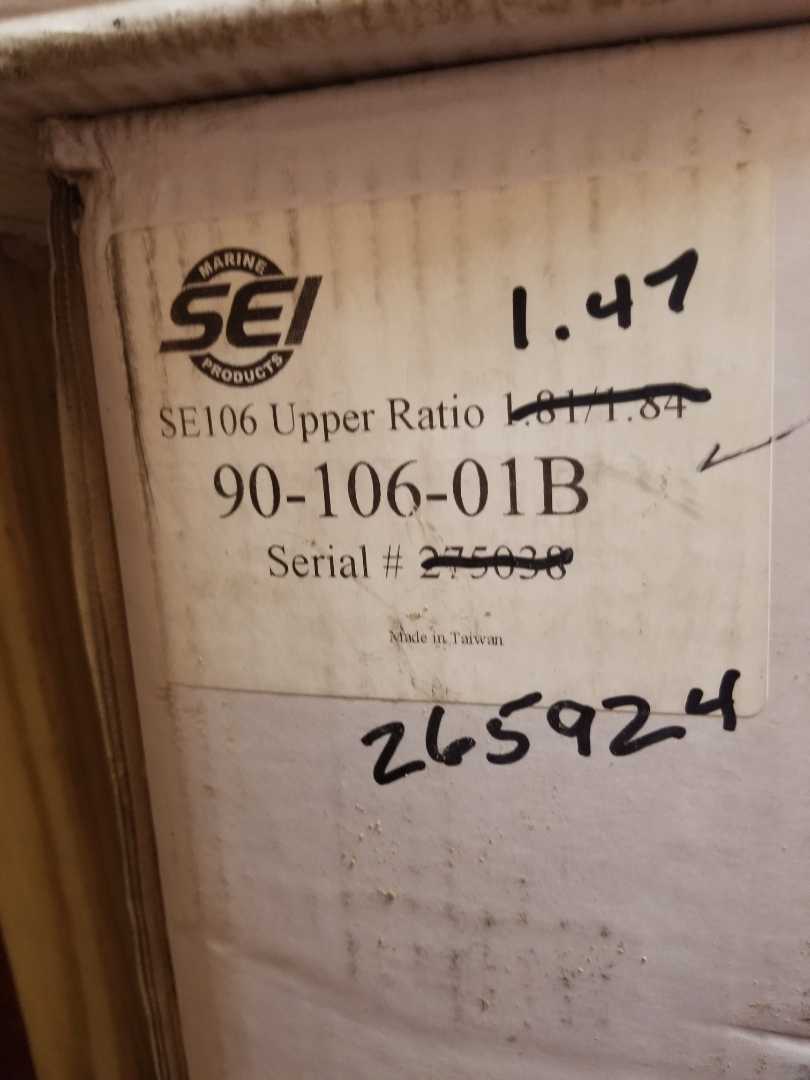 MARINE
SEI
PRODUCTS
1.47
SE106 Upper Ratio 1.81/1.84
90-106-01B
Serial # 275038
Made in Taiwan
265924